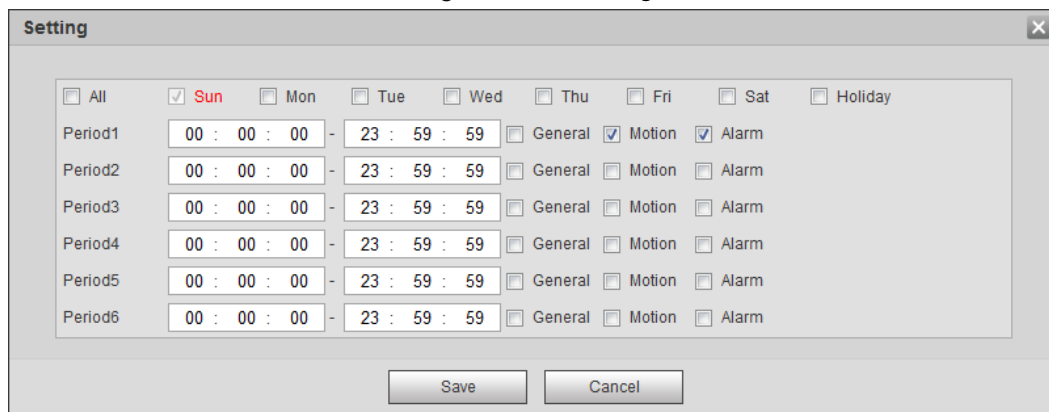 Setting
All Sun Mon Tue Wed Thu Fri Sat Holiday
Period1 00 : 00 : 00 - 23 : 59 : 59 General Motion Alarm
Period2 00 : 00 : 00 - 23 : 59 : 59 General Motion Alarm
Period3 00 : 00 : 00 - 23 : 59 : 59 General Motion Alarm
Period4 00 : 00 : 00 - 23 : 59 : 59 General Motion Alarm
Period5 00 : 00 : 00 - 23 : 59 : 59 General Motion Alarm
Period6 00 : 00 : 00 - 23 : 59 : 59 General Motion Alarm
Save Cancel